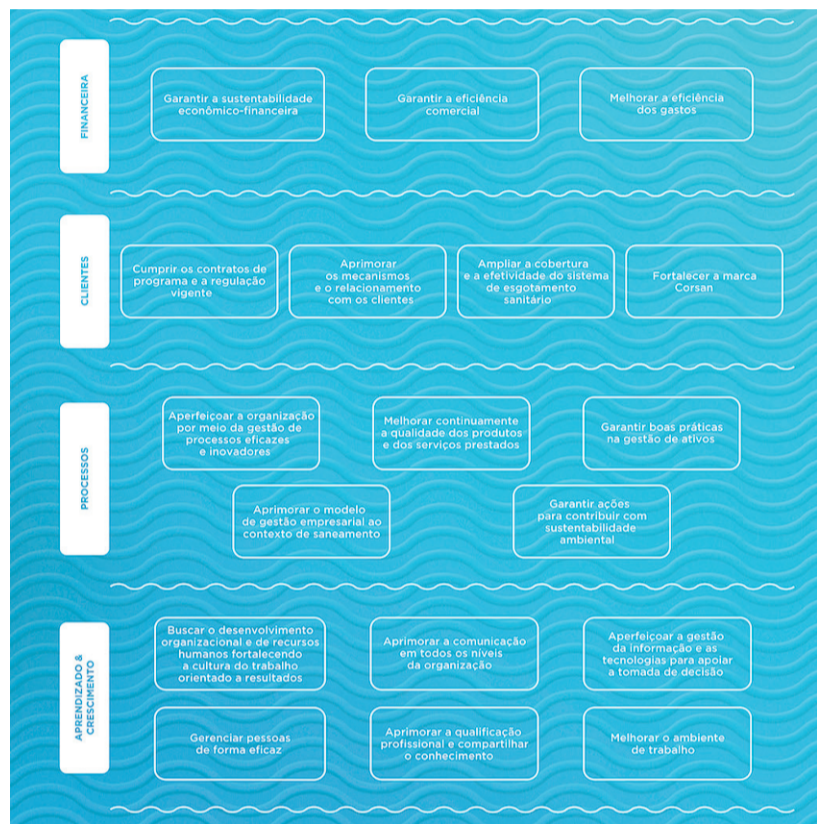 FINANCEIRA
Garantir a sustentabilidade
econômico-financeira
Garantir a eficiência
comercial
Melhorar a eficiência
dos gastos
CLIENTES
Cumprir os contratos de
programa e a regulação
vigente
Aprimorar
os mecanismos
e o relacionamento
com os clientes
Ampliar a cobertura
e a efetividade do sistema
de esgotamento
sanitário
Fortalecer a marca
Corsan
PROCESSOS
Aperfeiçoar a organização
por meio da gestão de
processos eficazes
e inovadores
Melhorar continuamente
a qualidade dos produtos
e dos serviços prestados
Garantir boas práticas
na gestão de ativos
Aprimorar o modelo
de gestão empresarial ao
contexto de saneamento
Garantir ações
para contribuir com
sustentabilidade
ambiental
APRENDIZADO &
CRESCIMENTO
Buscar o desenvolvimento
organizacional e de recursos
humanos fortalecendo
a cultura do trabalho
orientado a resultados
Aprimorar a comunicação
em todos os níveis
da organização
Aperfeiçoar a gestão
da informação e as
tecnologias para apoiar
a tomada de decisão
Gerenciar pessoas
de forma eficaz
Aprimorar a qualificação
profissional e compartilhar
o conhecimento
Melhorar o ambiente
de trabalho